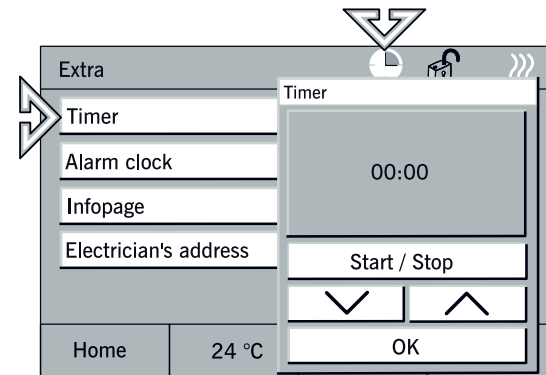 Extra
Timer
Alarm clock
Infopage
Electrician's address
Home
24 °C
Timer
00:00
Start / Stop
OK